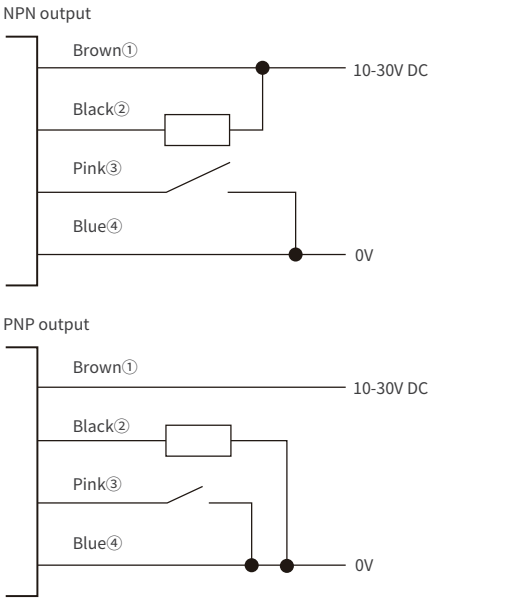 NPN output
Brown①
10-30V DC
Black②
Pink③
Blue④
0V
PNP output
Brown①
10-30V DC
Black②
Pink③
Blue④
0V